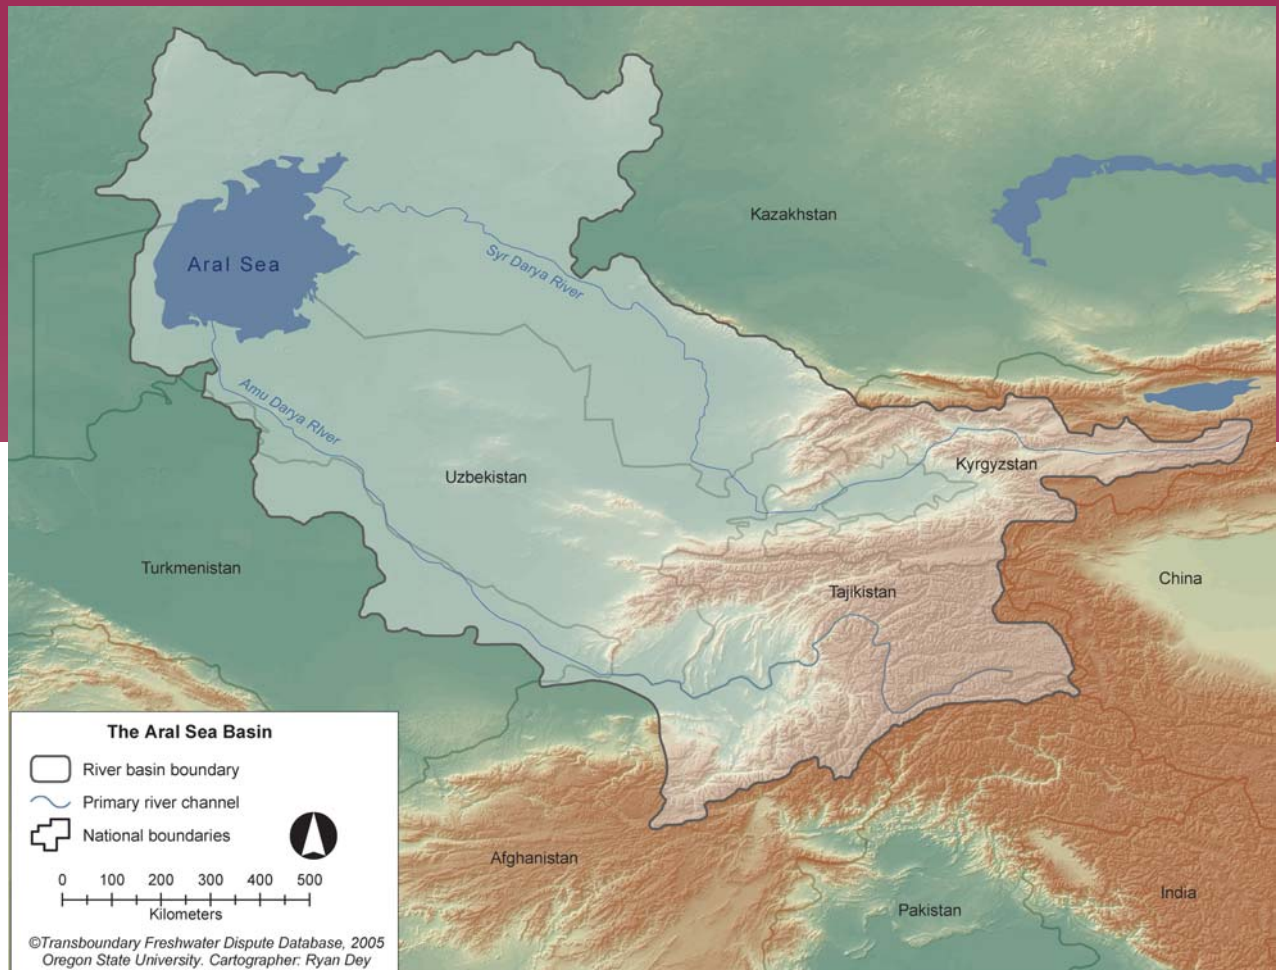 Kazakhstan
Aral Sea
Syr Darya River
Amu Darya River
Uzbekistan
Kyrgyzstan
Turkmenistan
Tajikistan
China
Afghanistan
Pakistan
India
The Aral Sea Basin
River basin boundary
Primary river channel
National boundaries
0 100 200 300 400 500
Kilometers
©Transboundary Freshwater Dispute Database, 2005
Oregon State University. Cartographer: Ryan Dey